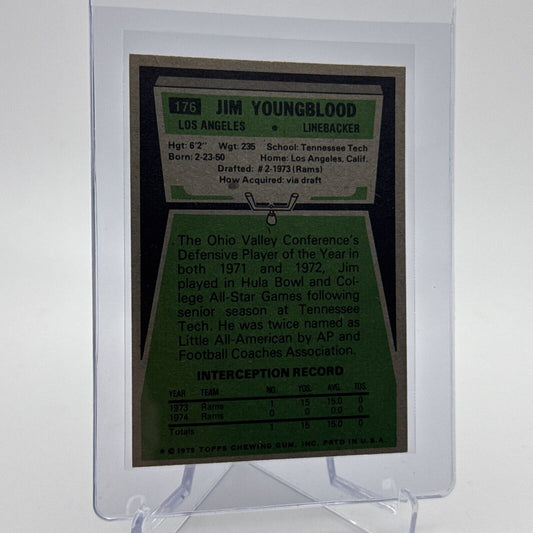 176 JIM YOUNGBLOOD
LOS ANGELES • LINEBACKER
Hgt: 6'2" Wgt: 235 School: Tennessee Tech
Born: 2-23-50 Home: Los Angeles, Calif.
Drafted: #2-1973 (Rams)
How Acquired: via draft
The Ohio Valley Conference's
Defensive Player of the Year in
both 1971 and 1972, Jim
played in Hula Bowl and Col-
lege All-Star Games following
senior season at Tennessee
Tech. He was twice named as
Little All-American by AP and
Football Coaches Association.
INTERCEPTION RECORD
YEAR TEAM NO. YDS. AVG. TDS
1973 Rams 1 15 15.0 0
1974 Rams 0 0 0.0 0
Totals 1 15 15.0 0
* © 1975 TOPPS CHEWING GUM, INC. PRTD IN U.S.A.